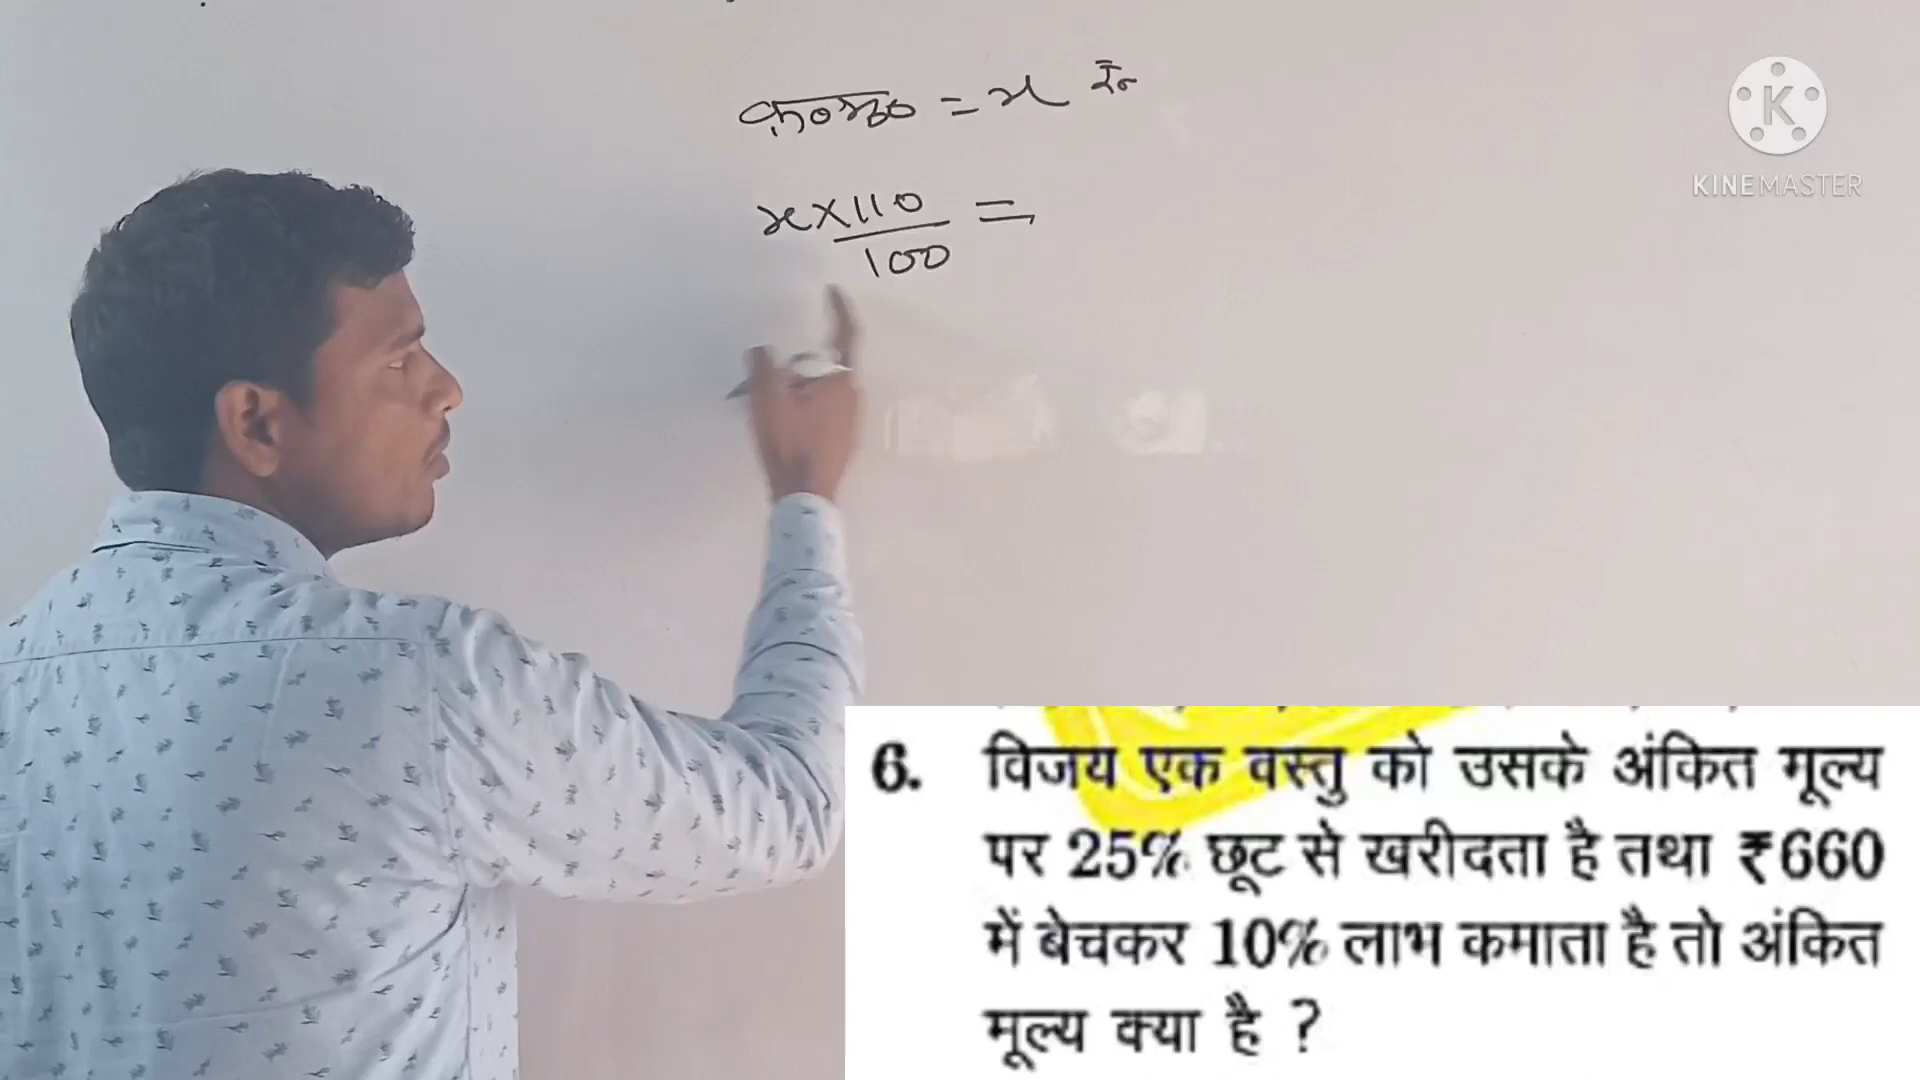 क्र०मू० = x रु०
x × 110 / 100 =
KINEMASTER
6. विजय एक वस्तु को उसके अंकित मूल्य
पर 25% छूट से खरीदता है तथा ₹660
में बेचकर 10% लाभ कमाता है तो अंकित
मूल्य क्या है ?